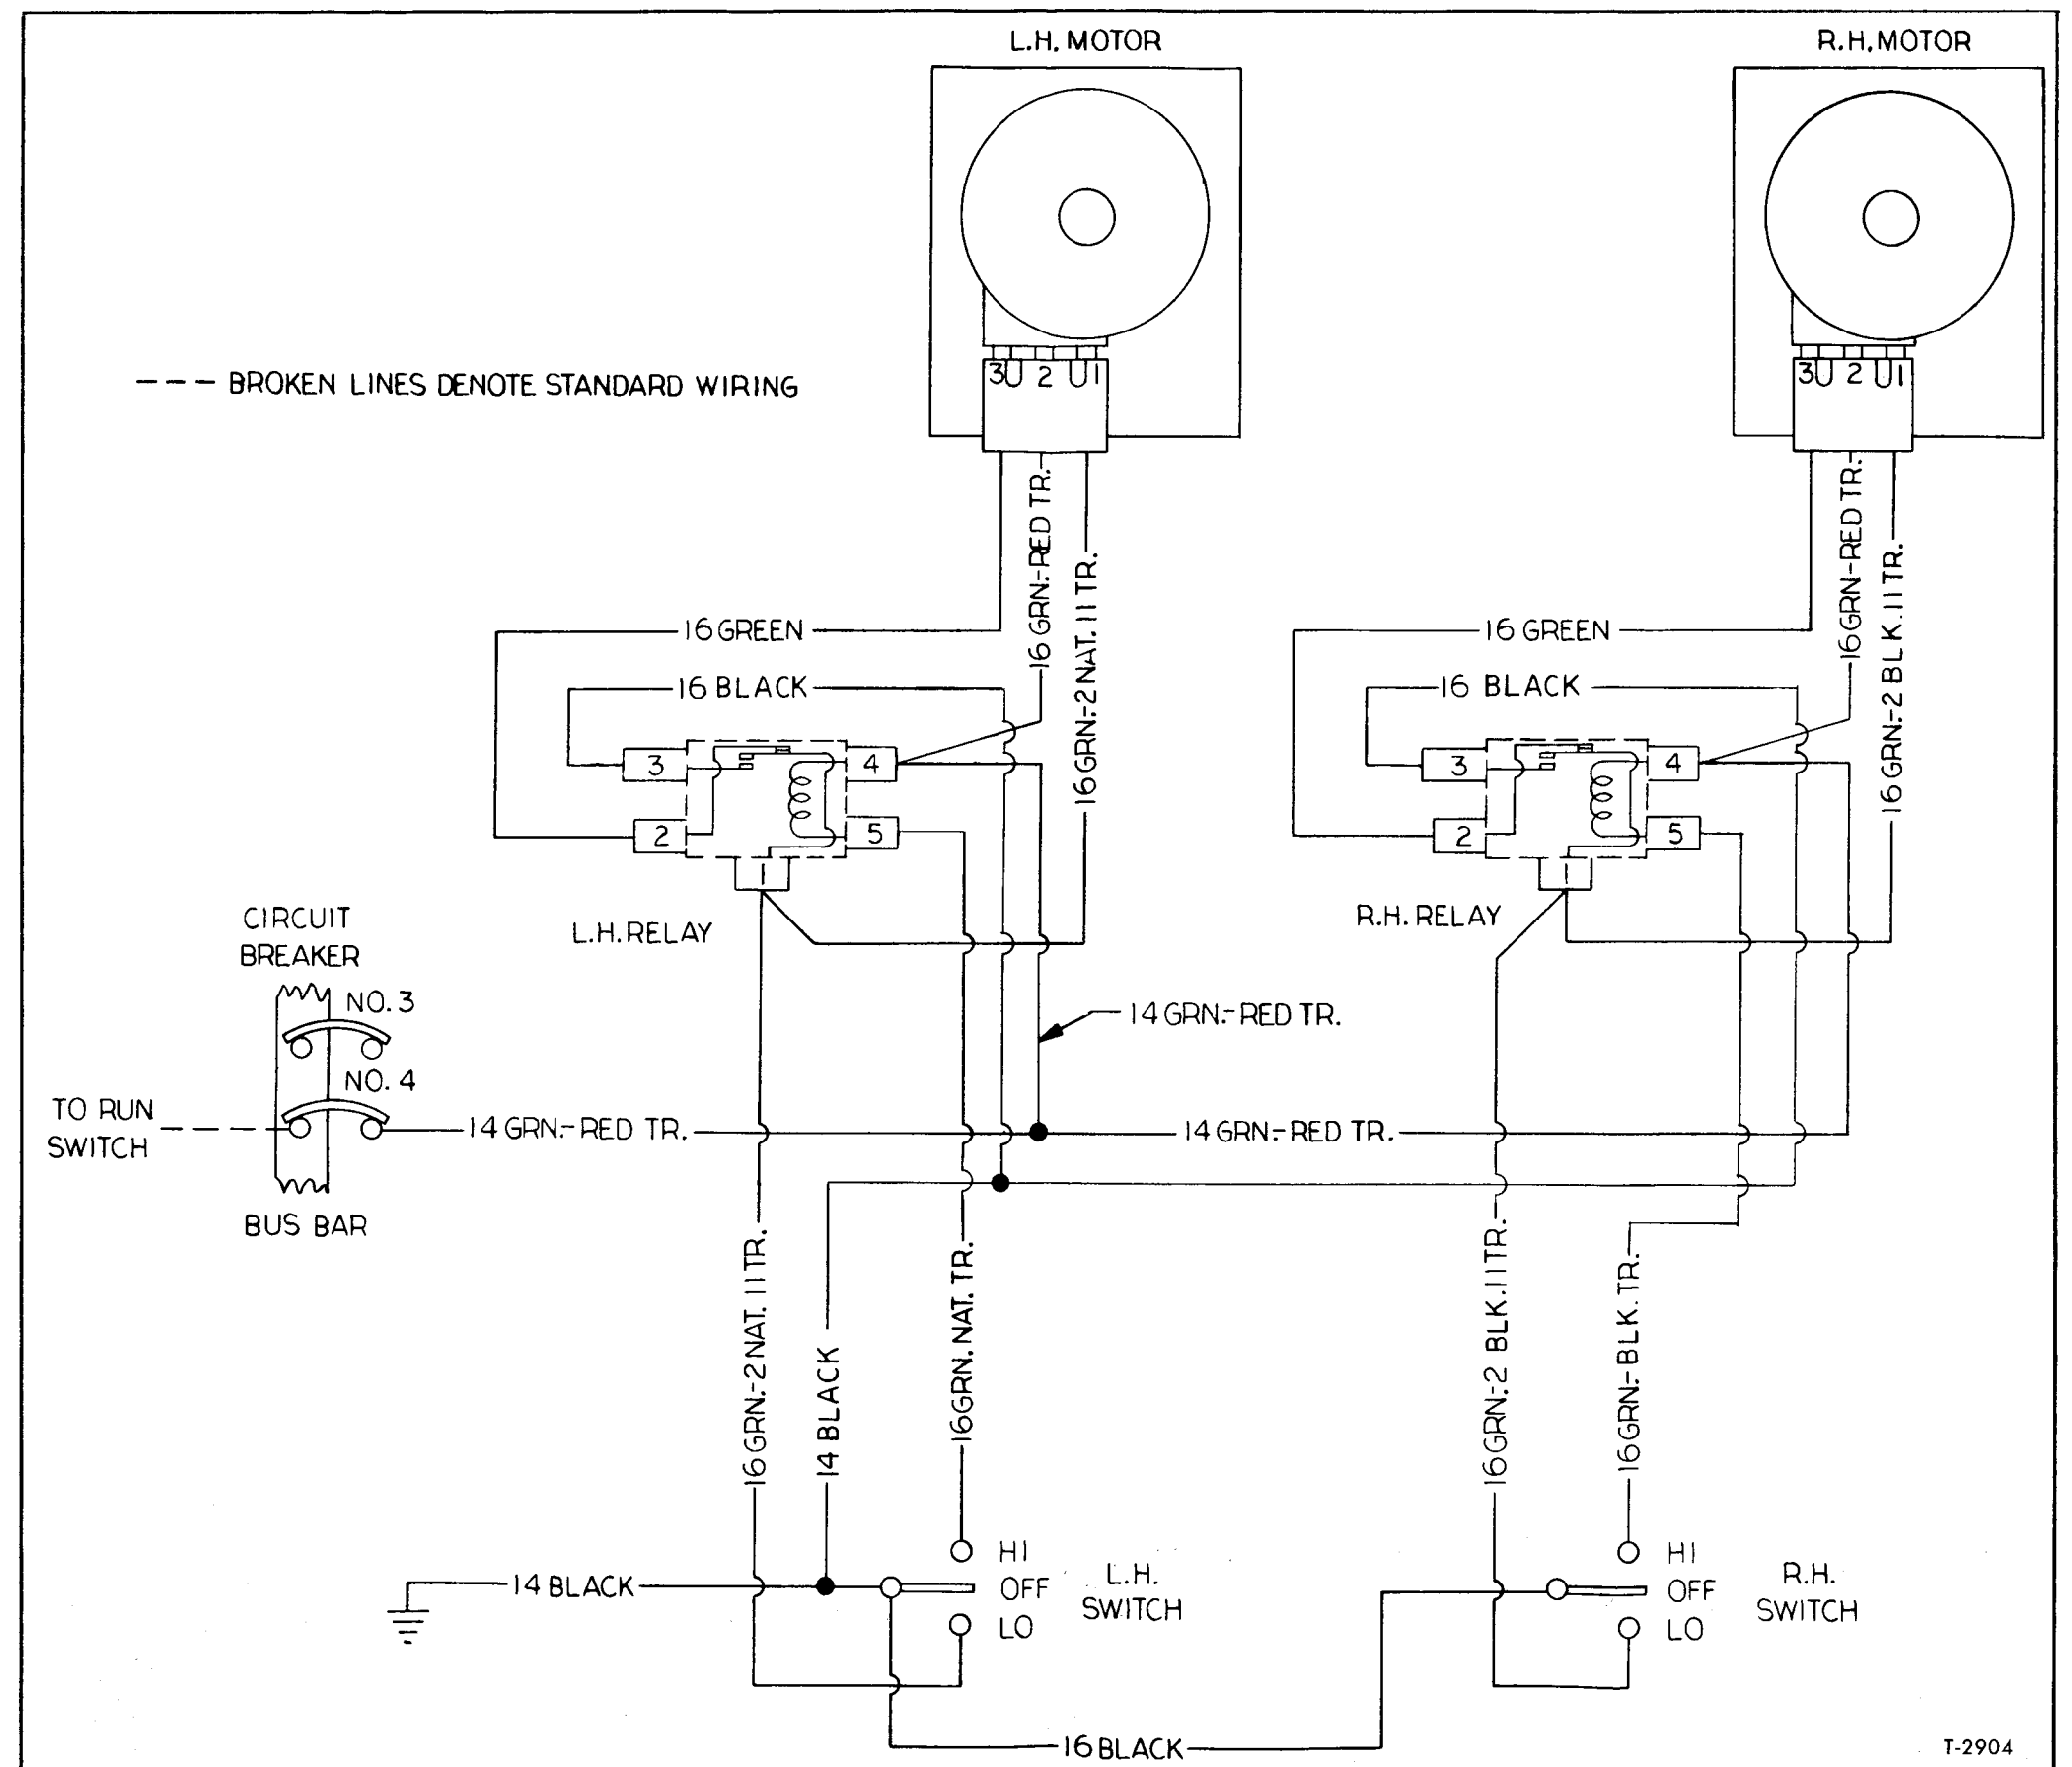 L.H. MOTOR
R.H. MOTOR
3 2 1
3 2 1
--- BROKEN LINES DENOTE STANDARD WIRING
16 GRN.-RED TR.
16 GRN.-2 NAT. 11 TR.
16 GRN-RED TR.
16 GRN.-2 BLK. 11 TR.
16 GREEN
16 GREEN
16 BLACK
16 BLACK
3
4
2
5
3
4
2
5
L.H. RELAY
R.H. RELAY
CIRCUIT
BREAKER
NO. 3
NO. 4
14 GRN.-RED TR.
TO RUN
SWITCH
14 GRN.-RED TR.
14 GRN.-RED TR.
BUS BAR
16 GRN.-2 NAT. 11 TR.
14 BLACK
16 GRN. NAT. TR.
16 GRN.-2 BLK. 11 TR.
16 GRN.-BLK. TR.
14 BLACK
HI
OFF
LO
L.H.
SWITCH
HI
OFF
LO
R.H.
SWITCH
16 BLACK
T-2904